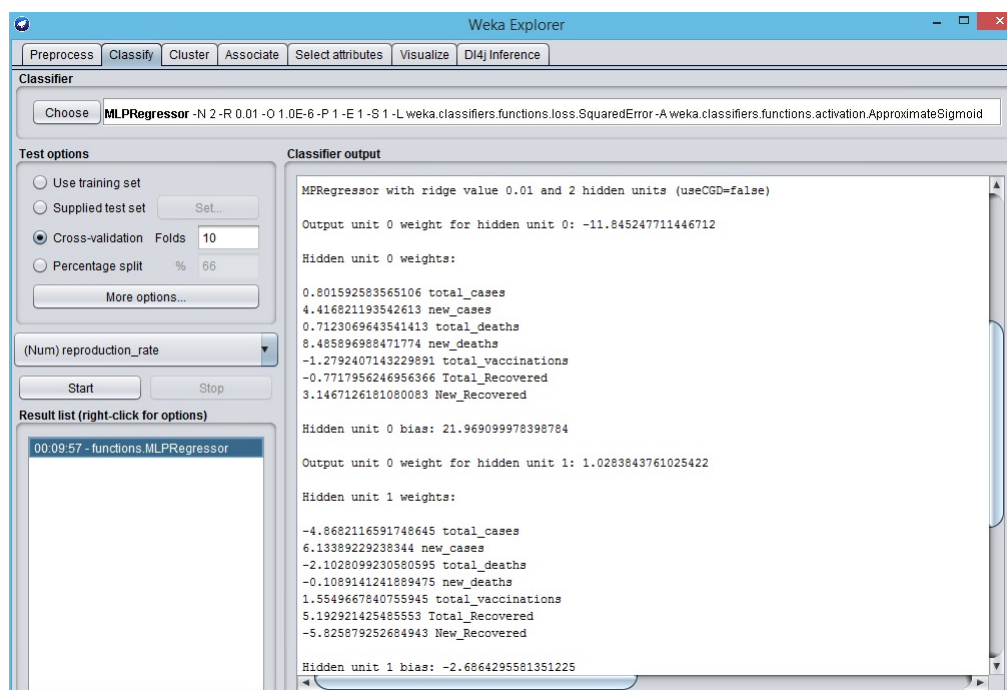 Weka Explorer
Preprocess Classify Cluster Associate Select attributes Visualize Dl4j Inference
Classifier
Choose MLPRegressor -N 2 -R 0.01 -O 1.0E-6 -P 1 -E 1 -S 1 -L weka.classifiers.functions.loss.SquaredError -A weka.classifiers.functions.activation.ApproximateSigmoid
Test options
Use training set
Supplied test set Set...
Cross-validation Folds 10
Percentage split % 66
More options...
(Num) reproduction_rate
Start Stop
Result list (right-click for options)
00:09:57 - functions.MLPRegressor
Classifier output
MPRegressor with ridge value 0.01 and 2 hidden units (useCGD=false)
Output unit 0 weight for hidden unit 0: -11.845247711446712
Hidden unit 0 weights:
0.801592583565106 total_cases
4.416821193542613 new_cases
0.7123069643541413 total_deaths
8.485896988471774 new_deaths
-1.2792407143229891 total_vaccinations
-0.7717956246956366 Total_Recovered
3.1467126181080083 New_Recovered
Hidden unit 0 bias: 21.969099978398784
Output unit 0 weight for hidden unit 1: 1.0283843761025422
Hidden unit 1 weights:
-4.8682116591748645 total_cases
6.13389229238344 new_cases
-2.1028099230580595 total_deaths
-0.1089141241889475 new_deaths
1.5549667840755945 total_vaccinations
5.192921425485553 Total_Recovered
-5.825879252684943 New_Recovered
Hidden unit 1 bias: -2.6864295581351225